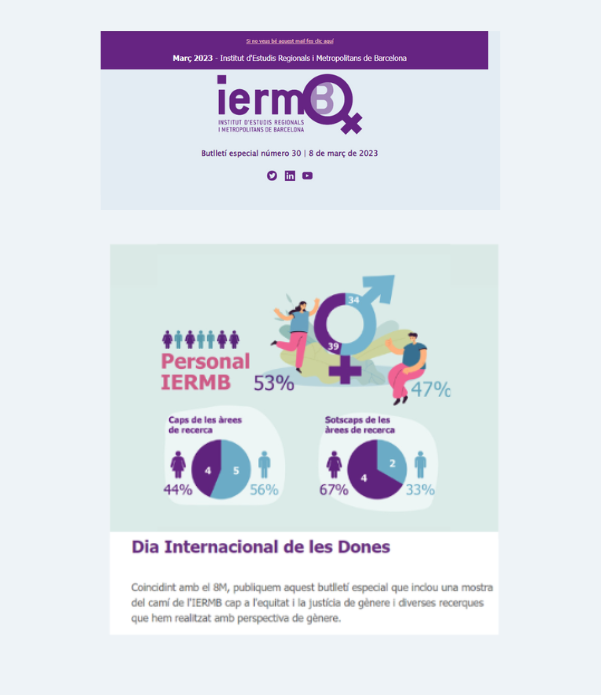 Si no veus bé aquest mail fes clic aquí
Març 2023 - Institut d'Estudis Regionals i Metropolitans de Barcelona
iermB
INSTITUT D'ESTUDIS REGIONALS
I METROPOLITANS DE BARCELONA
Butlletí especial número 30 | 8 de març de 2023
34
39
Personal
IERMB
53%
47%
Caps de les àrees
de recerca
4
5
44%
56%
Sotscaps de les
àrees de recerca
2
4
67%
33%
Dia Internacional de les Dones
Coincidint amb el 8M, publiquem aquest butlletí especial que inclou una mostra
del camí de l'IERMB cap a l'equitat i la justícia de gènere i diverses recerques
que hem realitzat amb perspectiva de gènere.